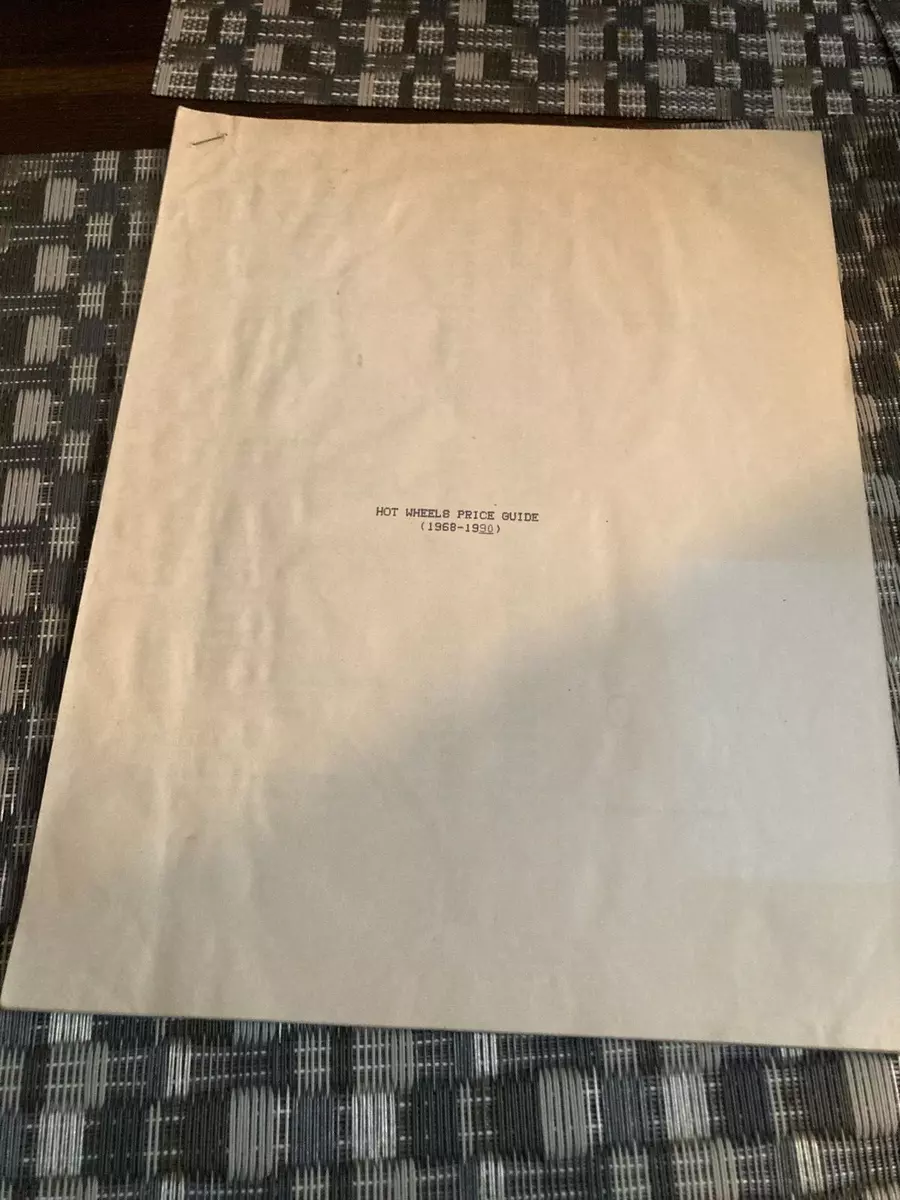 HOT WHEELS PRICE GUIDE
(1968-1990)